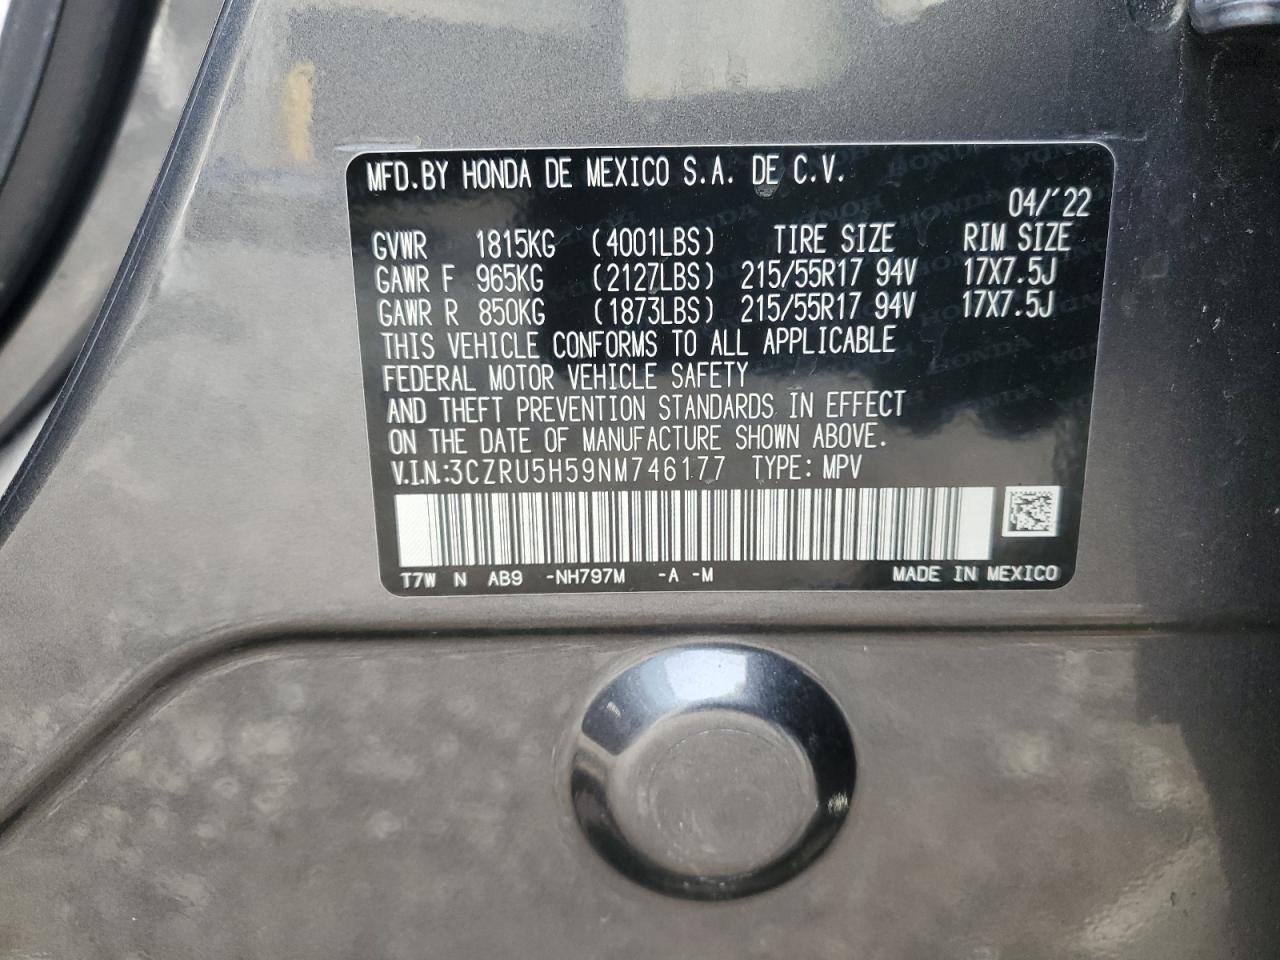 MFD.BY HONDA DE MEXICO S.A. DE C.V.
04/'22
GVWR 1815KG (4001LBS) TIRE SIZE RIM SIZE
GAWR F 965KG (2127LBS) 215/55R17 94V 17X7.5J
GAWR R 850KG (1873LBS) 215/55R17 94V 17X7.5J
THIS VEHICLE CONFORMS TO ALL APPLICABLE
FEDERAL MOTOR VEHICLE SAFETY
AND THEFT PREVENTION STANDARDS IN EFFECT
ON THE DATE OF MANUFACTURE SHOWN ABOVE.
V.I.N.:3CZRU5H59NM746177 TYPE: MPV
T7W N AB9 -NH797M -A -M MADE IN MEXICO